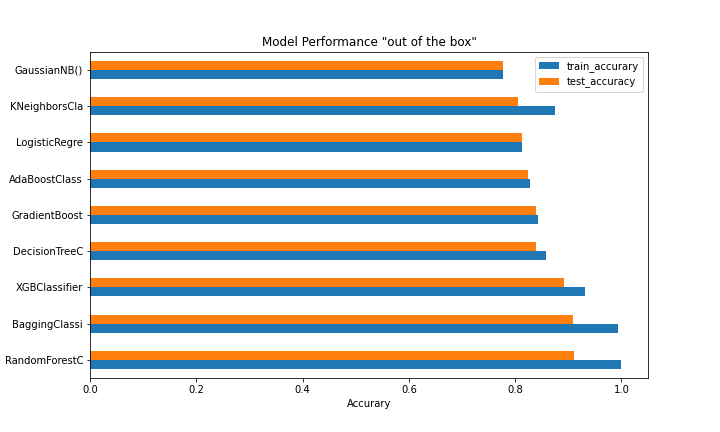 Model Performance "out of the box"
train_accurary
test_accuracy
GaussianNB()
KNeighborsCla
LogisticRegre
AdaBoostClass
GradientBoost
DecisionTreeC
XGBClassifier
BaggingClassi
RandomForestC
0.0 0.2 0.4 0.6 0.8 1.0
Accurary